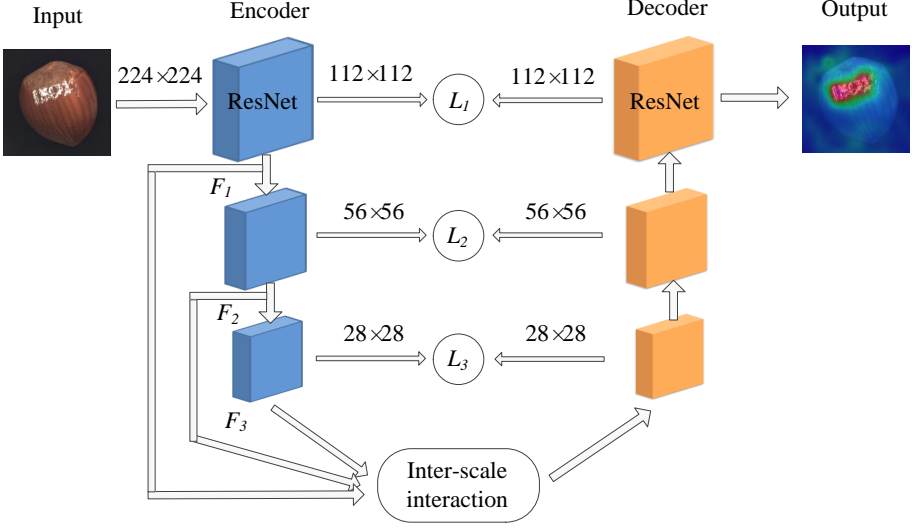 Input
Encoder
Decoder
Output
224×224
ResNet
112×112
L1
112×112
ResNet
F1
56×56
L2
56×56
F2
28×28
L3
28×28
F3
Inter-scale
interaction